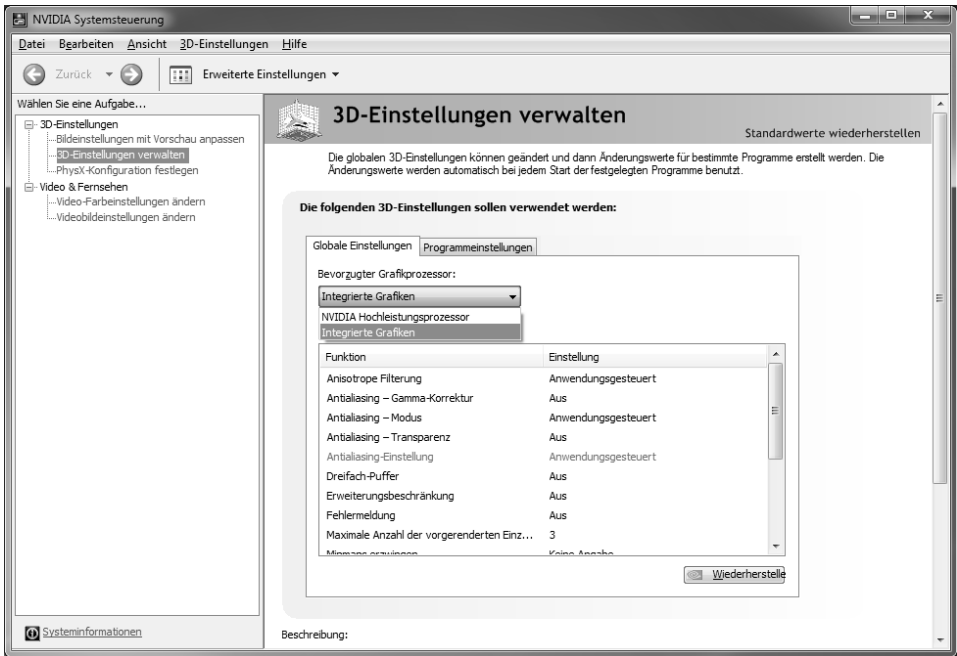 NVIDIA Systemsteuerung
Datei Bearbeiten Ansicht 3D-Einstellungen Hilfe
Zurück Erweiterte Einstellungen
Wählen Sie eine Aufgabe...
3D-Einstellungen
Bildeinstellungen mit Vorschau anpassen
3D-Einstellungen verwalten
PhysX-Konfiguration festlegen
Video & Fernsehen
Video-Farbeinstellungen ändern
Videobildeinstellungen ändern
Systeminformationen
3D-Einstellungen verwalten
Standardwerte wiederherstellen
Die globalen 3D-Einstellungen können geändert und dann Änderungswerte für bestimmte Programme erstellt werden. Die
Änderungswerte werden automatisch bei jedem Start der festgelegten Programme benutzt.
Die folgenden 3D-Einstellungen sollen verwendet werden:
Globale Einstellungen Programmeinstellungen
Bevorzugter Grafikprozessor:
Integrierte Grafiken
NVIDIA Hochleistungsprozessor
Integrierte Grafiken
Funktion Einstellung
Anisotrope Filterung Anwendungsgesteuert
Antialiasing – Gamma-Korrektur Aus
Antialiasing – Modus Anwendungsgesteuert
Antialiasing – Transparenz Aus
Antialiasing-Einstellung Anwendungsgesteuert
Dreifach-Puffer Aus
Erweiterungsbeschränkung Aus
Fehlermeldung Aus
Maximale Anzahl der vorgerenderten Einz... 3
Mipmaps erzwingen Keine Angabe
Wiederherstelle
Beschreibung: